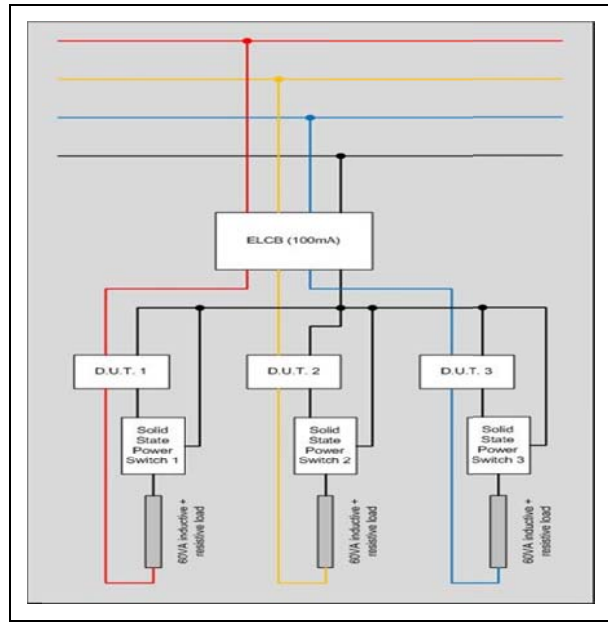 ELCB (100mA)
D.U.T. 1
D.U.T. 2
D.U.T. 3
Solid
State
Power
Switch 1
Solid
State
Power
Switch 2
Solid
State
Power
Switch 3
60VA inductive +
resistive load
60VA inductive +
resistive load
60VA inductive +
resistive load